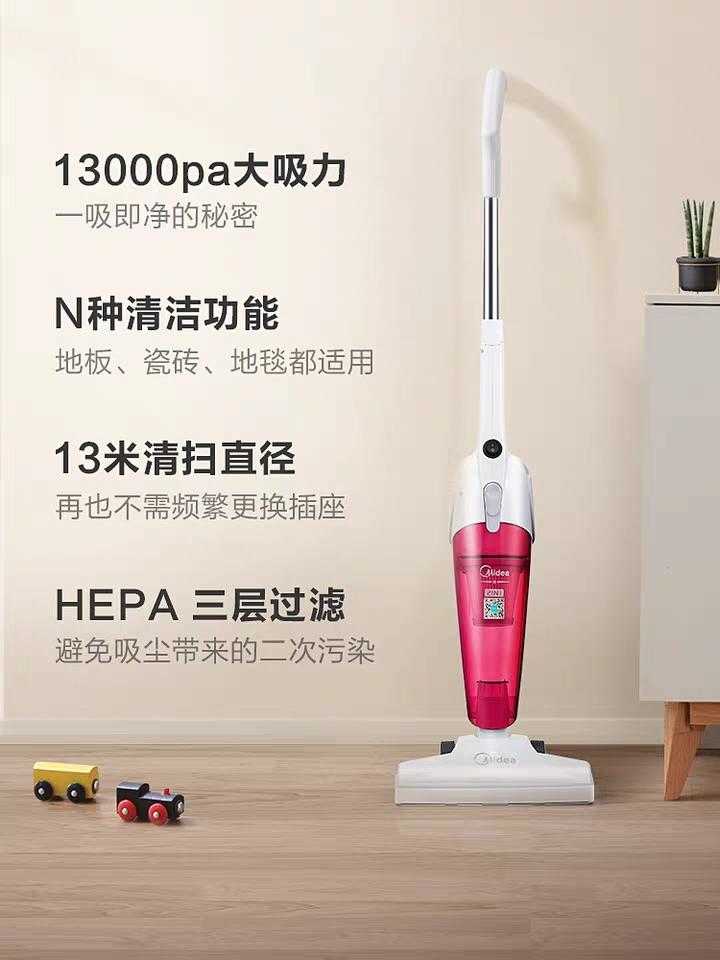 13000pa大吸力
一吸即净的秘密
N种清洁功能
地板、瓷砖、地毯都适用
13米清扫直径
再也不需频繁更换插座
HEPA 三层过滤
避免吸尘带来的二次污染
Midea
2IN1
Midea